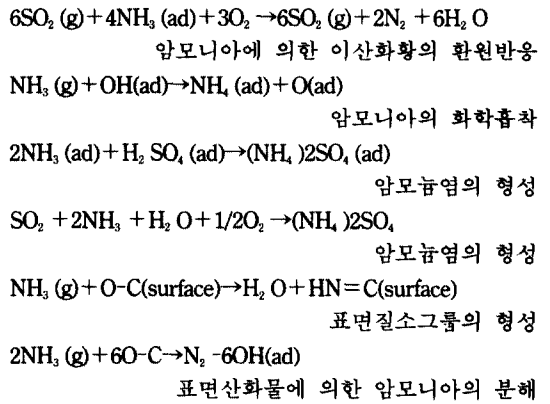 6SO₂ (g)+4NH₃ (ad)+3O₂ →6SO₂ (g)+2N₂ +6H₂ O
암모니아에 의한 이산화황의 환원반응
NH₃ (g)+OH(ad)→NH₄ (ad)+O(ad)
암모니아의 화학흡착
2NH₃ (ad)+H₂ SO₄ (ad)→(NH₄ )2SO₄ (ad)
암모늄염의 형성
SO₂ +2NH₃ +H₂ O+1/2O₂ →(NH₄ )2SO₄
암모늄염의 형성
NH₃ (g)+O-C(surface)→H₂ O+HN=C(surface)
표면질소그룹의 형성
2NH₃ (g)+6O-C→N₂ -6OH(ad)
표면산화물에 의한 암모니아의 분해